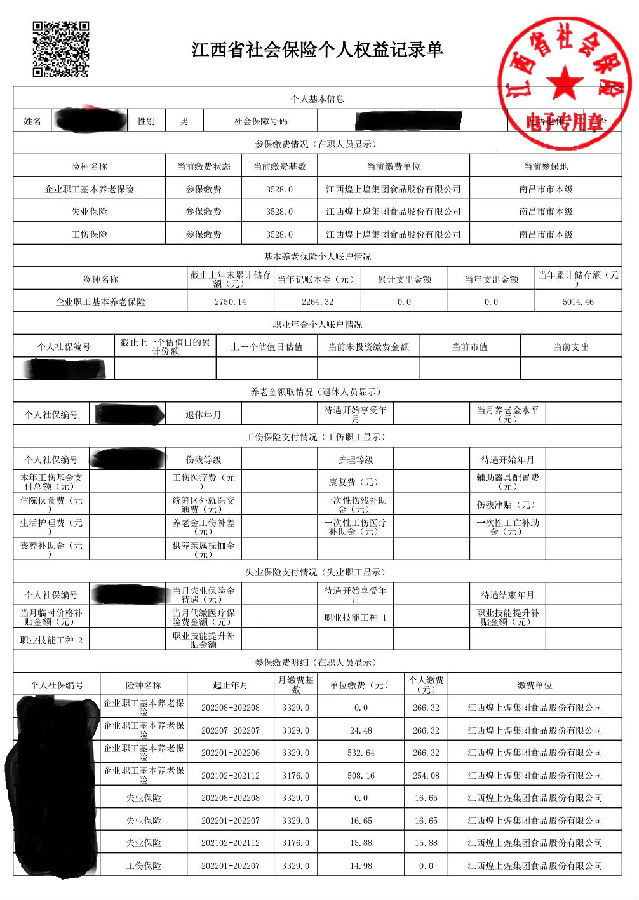 江西省社会保险个人权益记录单
江西省社会保险
电子专用章
个人基本信息
姓名 性别 男 社会保障号码
参保缴费情况（在职人员显示）
险种名称 当前缴费状态 当前缴费基数 当前缴费单位 当前参保地
企业职工基本养老保险 参保缴费 3528.0 江西煌上煌集团食品股份有限公司 南昌市市本级
失业保险 参保缴费 3528.0 江西煌上煌集团食品股份有限公司 南昌市市本级
工伤保险 参保缴费 3528.0 江西煌上煌集团食品股份有限公司 南昌市市本级
基本养老保险个人账户情况
险种名称 截止上年末累计储存额（元） 当年记账本金（元） 累计支出金额 当年支出金额 当年累计储存额（元）
企业职工基本养老保险 2750.14 2264.32 0.0 0.0 5014.46
职业年金个人账户情况
个人社保编号 截止上一个估值日的累计份额 上一个估值日估值 当前未投资缴费金额 当前市值 当前支出
养老金领取情况（退休人员显示）
个人社保编号 退休年月 待遇开始享受年月 当月养老金水平（元）
工伤保险支付情况（工伤职工显示）
个人社保编号 伤残等级 护理等级 待遇开始年月
本年工伤基金支付总额（元） 工伤医疗费（元） 康复费（元） 辅助器具配置费（元）
住院伙食费（元） 统筹区外就医交通费（元） 一次性伤残补助金（元） 伤残津贴（元）
生活护理费（元） 养老金工伤补差（元） 一次性工伤医疗补助金（元） 一次性工亡补助金（元）
丧葬补助金（元） 供养亲属抚恤金（元）
失业保险支付情况（失业职工显示）
个人社保编号 当月失业保险金待遇（元） 待遇开始享受年月 待遇结束年月
当月临时价格补贴金额（元） 当月代缴医疗保险费金额（元） 职业技能工种 1 职业技能提升补贴金额（元）
职业技能工种 2 职业技能提升补贴金额
参保缴费明细（在职人员显示）
个人社保编号 险种名称 起止年月 月缴费基数 单位缴费（元） 个人缴费（元） 缴费单位
企业职工基本养老保险 202208-202208 3329.0 0.0 266.32 江西煌上煌集团食品股份有限公司
企业职工基本养老保险 202207-202207 3329.0 24.48 266.32 江西煌上煌集团食品股份有限公司
企业职工基本养老保险 202201-202206 3329.0 532.64 266.32 江西煌上煌集团食品股份有限公司
企业职工基本养老保险 202102-202112 3176.0 508.16 254.08 江西煌上煌集团食品股份有限公司
失业保险 202208-202208 3329.0 0.0 16.65 江西煌上煌集团食品股份有限公司
失业保险 202201-202207 3329.0 16.65 16.65 江西煌上煌集团食品股份有限公司
失业保险 202102-202112 3176.0 15.88 15.88 江西煌上煌集团食品股份有限公司
工伤保险 202201-202207 3329.0 14.98 0.0 江西煌上煌集团食品股份有限公司